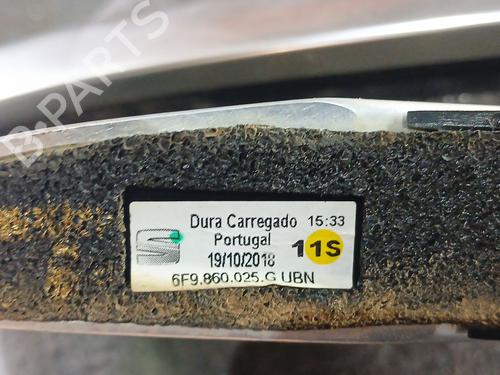 B-PARTS
Dura Carregado 15:33
Portugal
19/10/2018
11S
6F9.860.025.G UBN